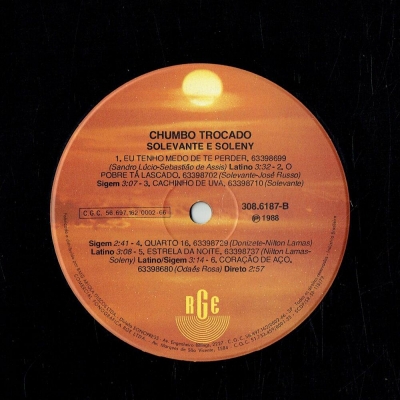 CHUMBO TROCADO
SOLEVANTE E SOLENY
1. EU TENHO MEDO DE TE PERDER, 63398699
(Sandro Lúcio-Sebastião de Assis) Latino 3:32 - 2. O
POBRE TÁ LASCADO, 63398702 (Solevante-José Russo)
Sigem 3:07 - 3. CACHINHO DE UVA, 63398710 (Solevante)
C.G.C. 56.697.162 0002-46
308.6187-B
℗ 1986
Sigem 2:41 - 4. QUARTO 16, 63398729 (Donizete-Nilton Lamas)
Latino 3:08 - 5. ESTRELA DA NOITE, 63398737 (Nilton Lamas-
Soleny) Latino/Sigem 3:14 - 6. CORAÇÃO DE AÇO,
63398680 (Odaés Rosa) Direto 2:57
RGE